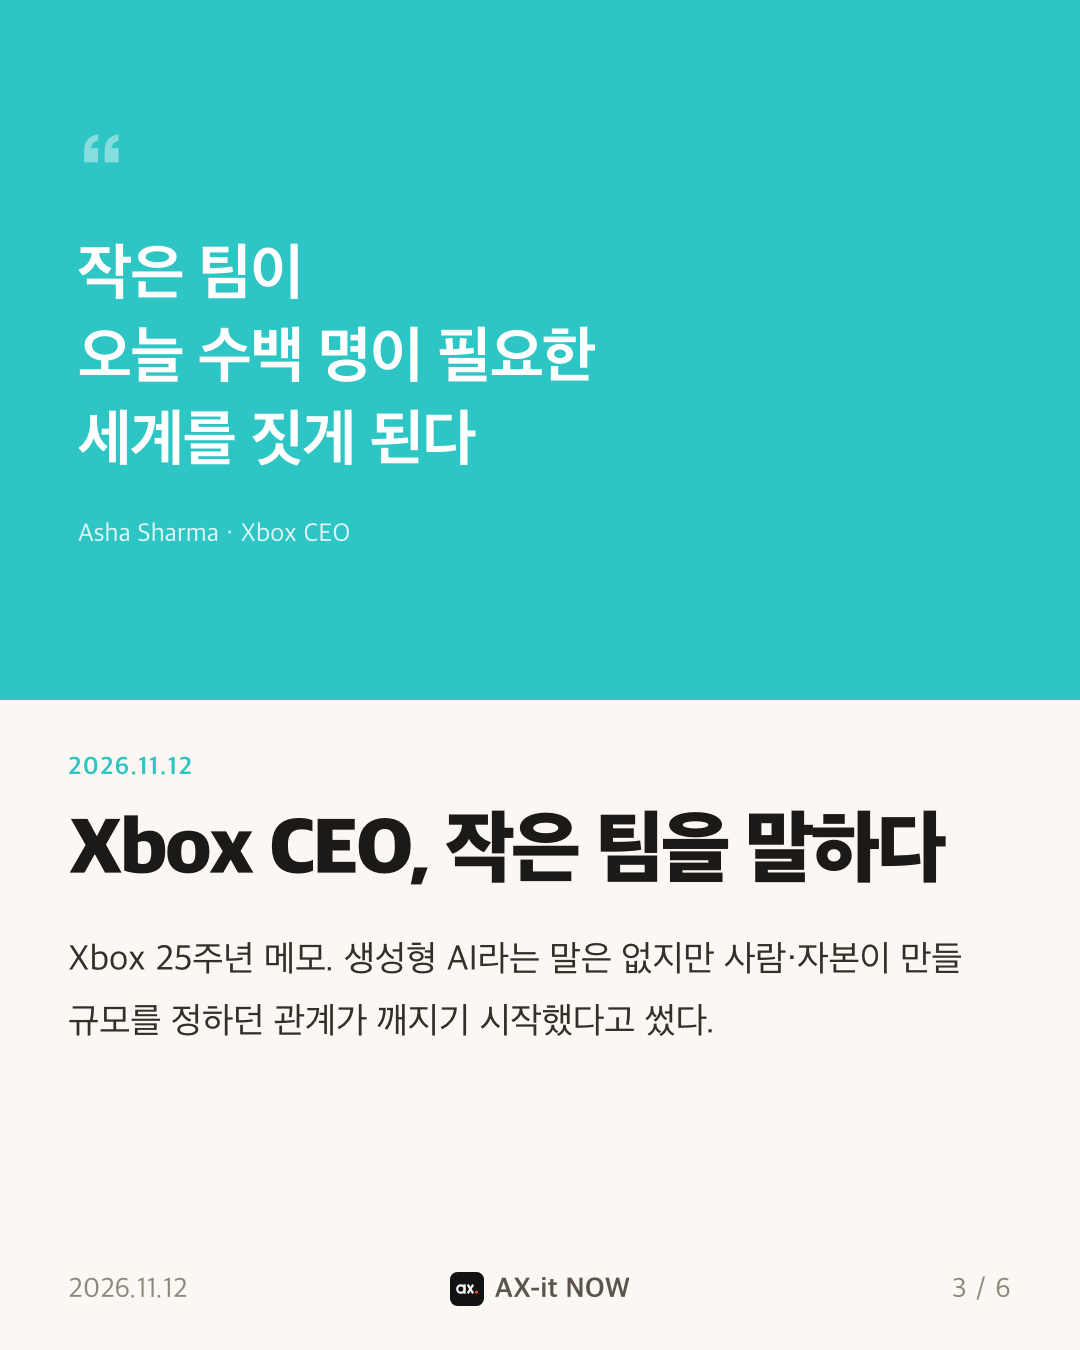 “
작은 팀이
오늘 수백 명이 필요한
세계를 짓게 된다
Asha Sharma · Xbox CEO
2026.11.12
Xbox CEO, 작은 팀을 말하다
Xbox 25주년 메모. 생성형 AI라는 말은 없지만 사람·자본이 만들
규모를 정하던 관계가 깨지기 시작했다고 썼다.
2026.11.12
ax. AX-it NOW
3 / 6